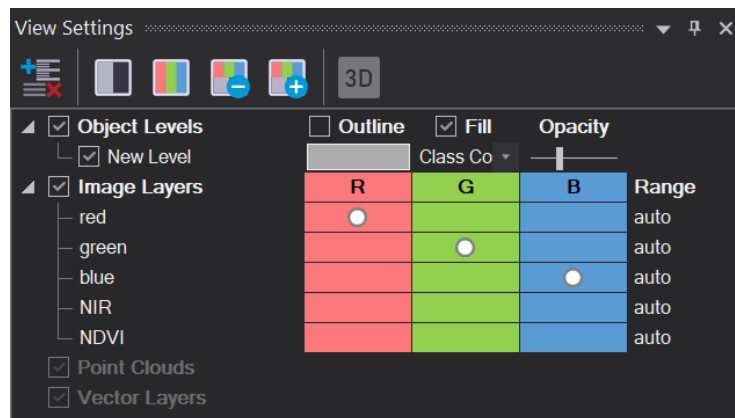 View Settings
3D
Object Levels Outline Fill Opacity
New Level Class Co
Image Layers R G B Range
red auto
green auto
blue auto
NIR auto
NDVI auto
Point Clouds
Vector Layers